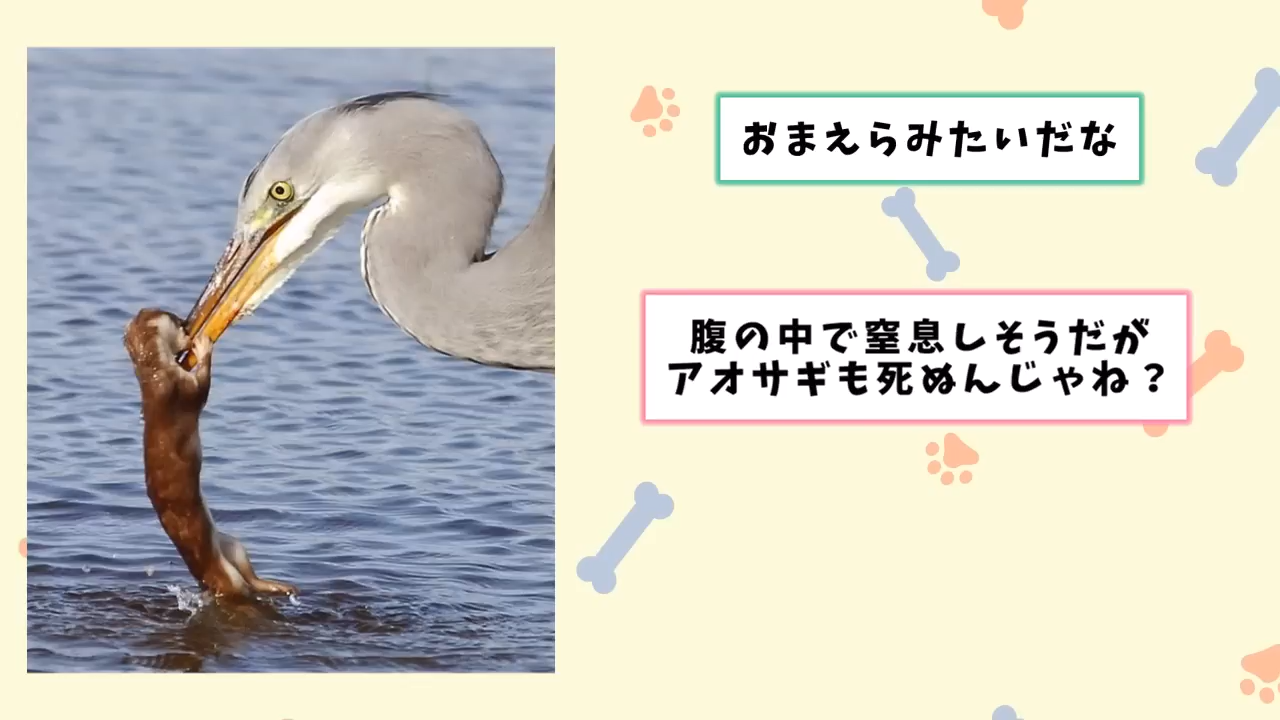 おまえらみたいだな
腹の中で窒息しそうだが
アオサギも死ぬんじゃね？